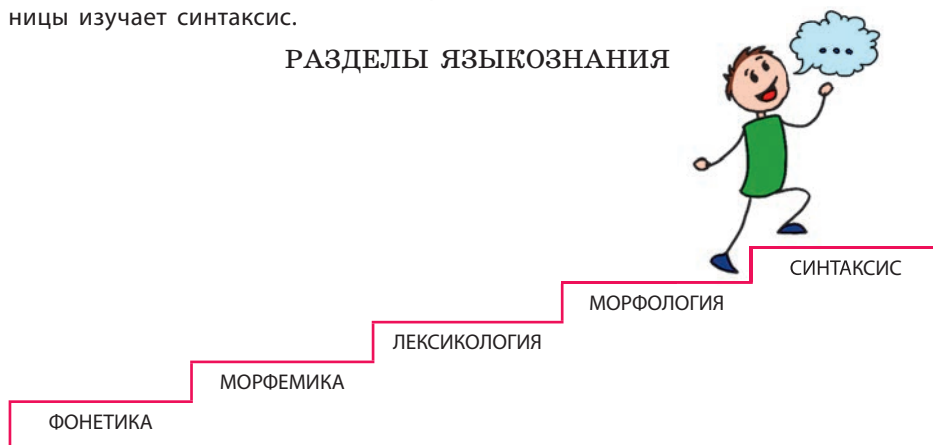 ницы изучает синтаксис.
РАЗДЕЛЫ ЯЗЫКОЗНАНИЯ
...
СИНТАКСИС
МОРФОЛОГИЯ
ЛЕКСИКОЛОГИЯ
МОРФЕМИКА
ФОНЕТИКА